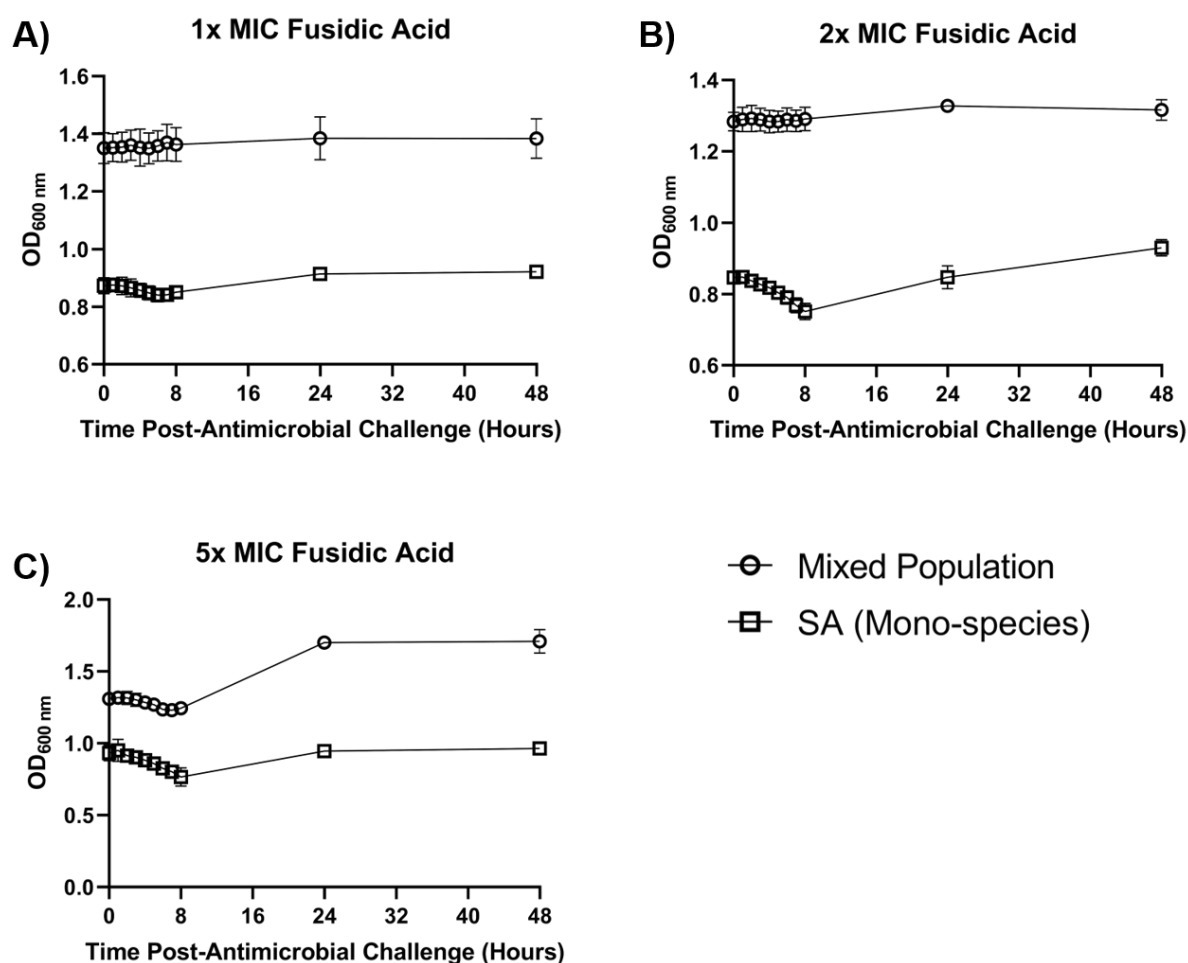 A)
1x MIC Fusidic Acid
1.6
1.4
1.2
1.0
0.8
0.6
OD600 nm
0 8 16 24 32 40 48
Time Post-Antimicrobial Challenge (Hours)
B)
2x MIC Fusidic Acid
1.4
1.2
1.0
0.8
0.6
OD600 nm
0 8 16 24 32 40 48
Time Post-Antimicrobial Challenge (Hours)
C)
5x MIC Fusidic Acid
2.0
1.5
1.0
0.5
0.0
OD600 nm
0 8 16 24 32 40 48
Time Post-Antimicrobial Challenge (Hours)
Mixed Population
SA (Mono-species)